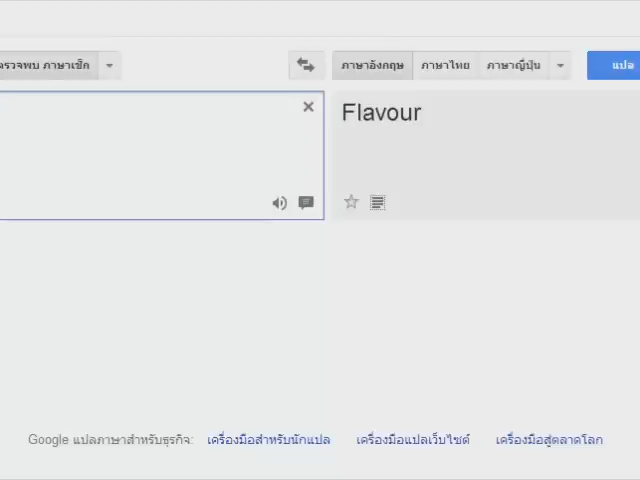 ตรวจพบ ภาษาเช็ก ภาษาอังกฤษ ภาษาไทย ภาษาญี่ปุ่น แปล
Flavour
Google แปลภาษาสำหรับธุรกิจ: เครื่องมือสำหรับนักแปล เครื่องมือแปลเว็บไซต์ เครื่องมือสู่ตลาดโลก